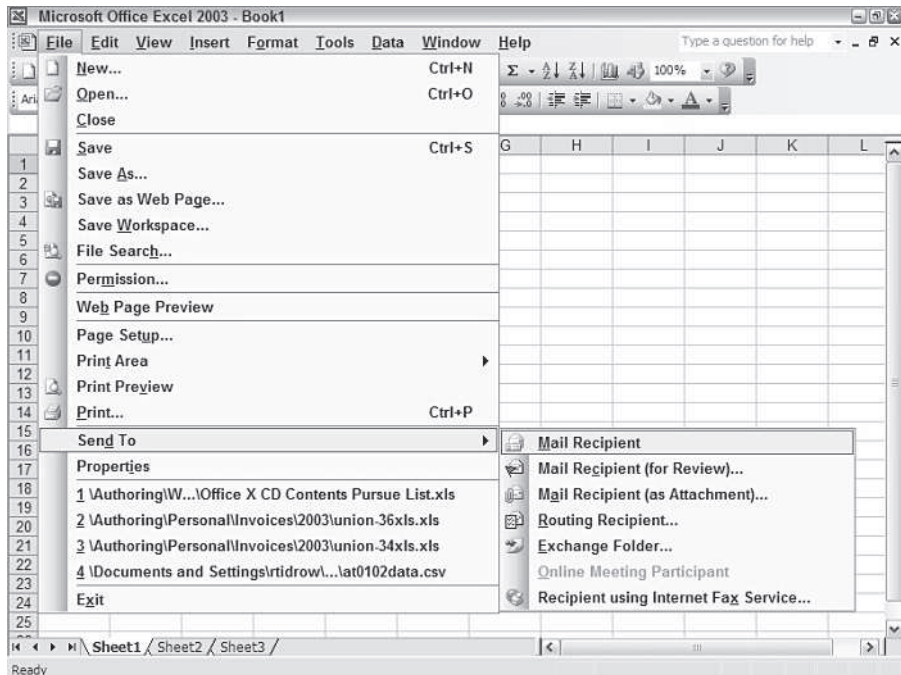 Microsoft Office Excel 2003 - Book1
File Edit View Insert Format Tools Data Window Help Type a question for help
New... Ctrl+N
100%
Open... Ctrl+O
Close
Save Ctrl+S
G H I J K L
Save As...
Save as Web Page...
Save Workspace...
File Search...
Permission...
Web Page Preview
Page Setup...
Print Area
Print Preview
Print... Ctrl+P
Send To
Properties
1 \Authoring\W...\Office X CD Contents Pursue List.xls
2 \Authoring\Personal\Invoices\2003\union-36xls.xls
3 \Authoring\Personal\Invoices\2003\union-34xls.xls
4 \Documents and Settings\rtidrow\...\at0102data.csv
Exit
Mail Recipient
Mail Recipient (for Review)...
Mail Recipient (as Attachment)...
Routing Recipient...
Exchange Folder...
Online Meeting Participant
Recipient using Internet Fax Service...
1
2
3
4
5
6
7
8
9
10
11
12
13
14
15
16
17
18
19
20
21
22
23
24
25
Sheet1 Sheet2 Sheet3
Ready